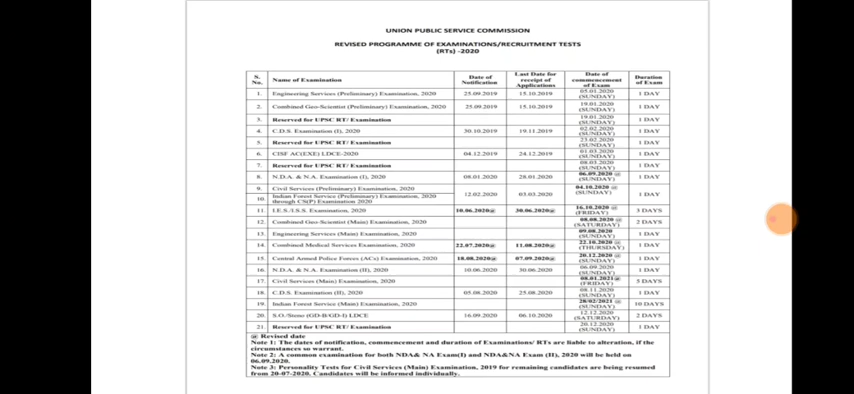 UNION PUBLIC SERVICE COMMISSION
REVISED PROGRAMME OF EXAMINATIONS/RECRUITMENT TESTS
(RTs) -2020
S. No. Name of Examination Date of Notification Last Date for receipt of Applications Date of commencement of Exam Duration of Exam
1. Engineering Services (Preliminary) Examination, 2020 25.09.2019 15.10.2019 05.01.2020 (SUNDAY) 1 DAY
2. Combined Geo-Scientist (Preliminary) Examination, 2020 25.09.2019 15.10.2019 19.01.2020 (SUNDAY) 1 DAY
3. Reserved for UPSC RT/ Examination 19.01.2020 (SUNDAY) 1 DAY
4. C.D.S. Examination (I), 2020 30.10.2019 19.11.2019 02.02.2020 (SUNDAY) 1 DAY
5. Reserved for UPSC RT/ Examination 23.02.2020 (SUNDAY) 1 DAY
6. CISF AC(EXE) LDCE-2020 04.12.2019 24.12.2019 01.03.2020 (SUNDAY) 1 DAY
7. Reserved for UPSC RT/ Examination 08.03.2020 (SUNDAY) 1 DAY
8. N.D.A. & N.A. Examination (I), 2020 08.01.2020 28.01.2020 06.09.2020 @ (SUNDAY) 1 DAY
9. Civil Services (Preliminary) Examination, 2020 12.02.2020 03.03.2020 04.10.2020 @ (SUNDAY) 1 DAY
10. Indian Forest Service (Preliminary) Examination, 2020 through CS(P) Examination 2020
11. I.E.S./I.S.S. Examination, 2020 10.06.2020@ 30.06.2020@ 16.10.2020 @ (FRIDAY) 3 DAYS
12. Combined Geo-Scientist (Main) Examination, 2020 08.08.2020 @ (SATURDAY) 2 DAYS
13. Engineering Services (Main) Examination, 2020 09.08.2020 (SUNDAY) 1 DAY
14. Combined Medical Services Examination, 2020 22.07.2020@ 11.08.2020@ 22.10.2020 @ (THURSDAY) 1 DAY
15. Central Armed Police Forces (ACs) Examination, 2020 18.08.2020@ 07.09.2020@ 20.12.2020 @ (SUNDAY) 1 DAY
16. N.D.A. & N.A. Examination (II), 2020 10.06.2020 30.06.2020 06.09.2020 (SUNDAY) 1 DAY
17. Civil Services (Main) Examination, 2020 08.01.2021@ (FRIDAY) 5 DAYS
18. C.D.S. Examination (II), 2020 05.08.2020 25.08.2020 08.11.2020 (SUNDAY) 1 DAY
19. Indian Forest Service (Main) Examination, 2020 28/02/2021 @ (SUNDAY) 10 DAYS
20. S.O./Steno (GD-B/GD-I) LDCE 16.09.2020 06.10.2020 12.12.2020 (SATURDAY) 2 DAYS
21. Reserved for UPSC RT/ Examination 20.12.2020 (SUNDAY) 1 DAY
@ Revised date
Note 1: The dates of notification, commencement and duration of Examinations/ RTs are liable to alteration, if the
circumstances so warrant.
Note 2: A common examination for both NDA& NA Exam(I) and NDA&NA Exam (II), 2020 will be held on
06.09.2020.
Note 3: Personality Tests for Civil Services (Main) Examination, 2019 for remaining candidates are being resumed
from 20-07-2020. Candidates will be informed individually.